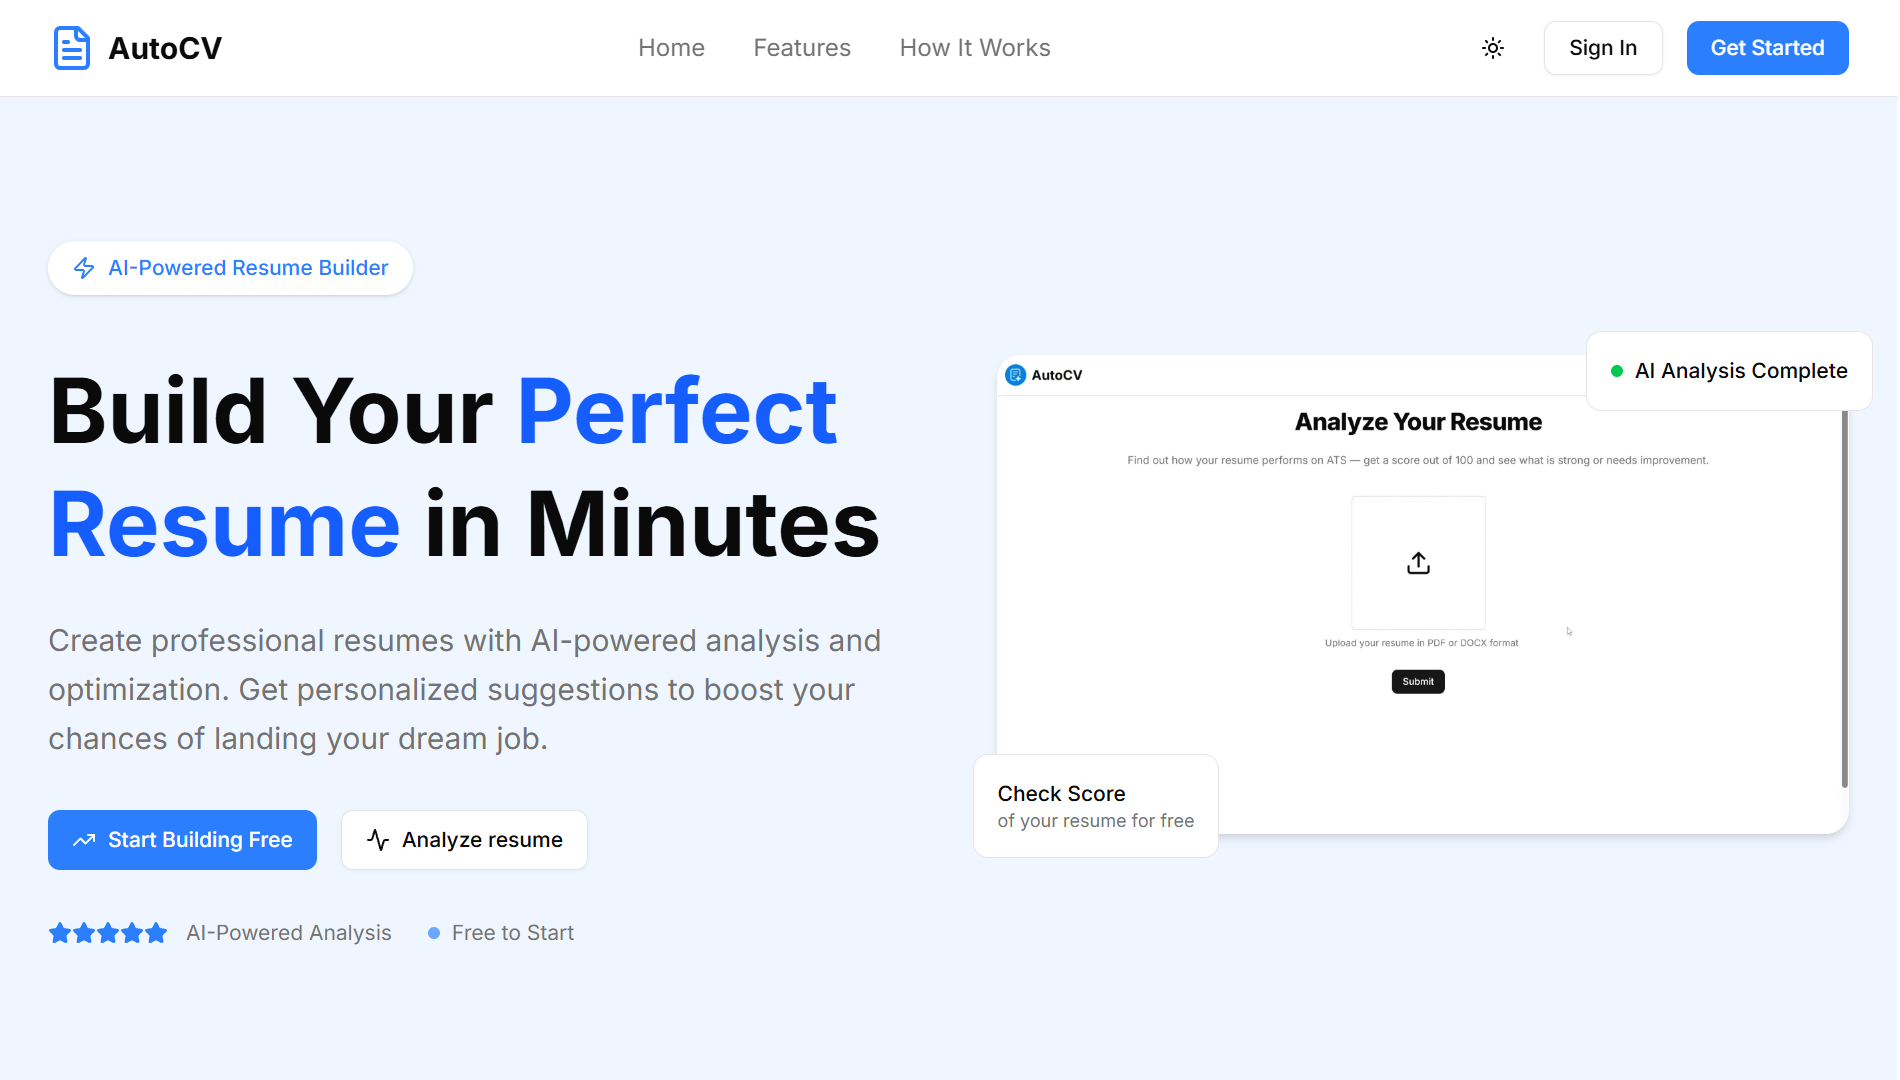 AutoCV
Home
Features
How It Works
Sign In
Get Started
AI-Powered Resume Builder
Build Your Perfect
Resume in Minutes
Create professional resumes with AI-powered analysis and
optimization. Get personalized suggestions to boost your
chances of landing your dream job.
Start Building Free
Analyze resume
AI-Powered Analysis
Free to Start
AutoCV
AI Analysis Complete
Analyze Your Resume
Find out how your resume performs on ATS — get a score out of 100 and see what is strong or needs improvement.
Upload your resume in PDF or DOCX format
Submit
Check Score
of your resume for free